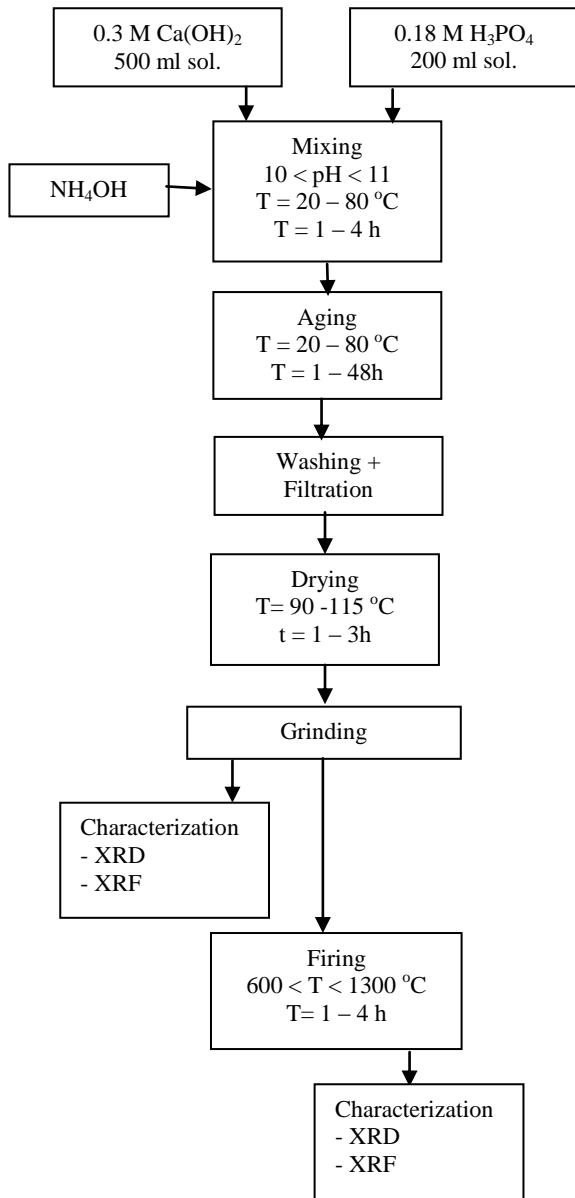 0.3 M Ca(OH)₂
500 ml sol.
0.18 M H₃PO₄
200 ml sol.
Mixing
10 < pH < 11
T = 20 – 80 °C
T = 1 – 4 h
NH₄OH
Aging
T = 20 – 80 °C
T = 1 – 48h
Washing +
Filtration
Drying
T= 90 -115 °C
t = 1 – 3h
Grinding
Characterization
- XRD
- XRF
Firing
600 < T < 1300 °C
T= 1 – 4 h
Characterization
- XRD
- XRF